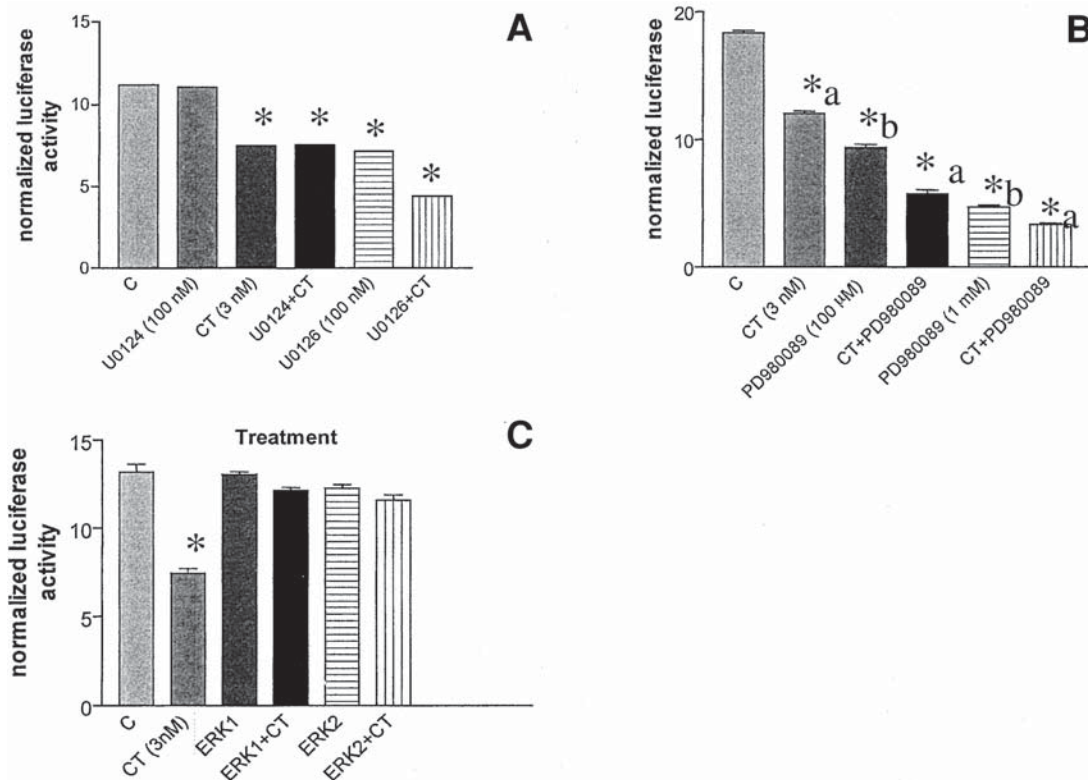 A
normalized luciferase
activity
15
10
5
0
*
*
*
*
C
U0124 (100 nM)
CT (3 nM)
U0124+CT
U0126 (100 nM)
U0126+CT
B
normalized luciferase
20
10
0
*a
*b
* a
*b
*a
C
CT (3 nM)
PD980089 (100 µM)
CT+PD980089
PD980089 (1 mM)
CT+PD980089
C
Treatment
normalized luciferase
activity
15
10
5
0
*
C
CT (3nM)
ERK1
ERK1+CT
ERK2
ERK2+CT